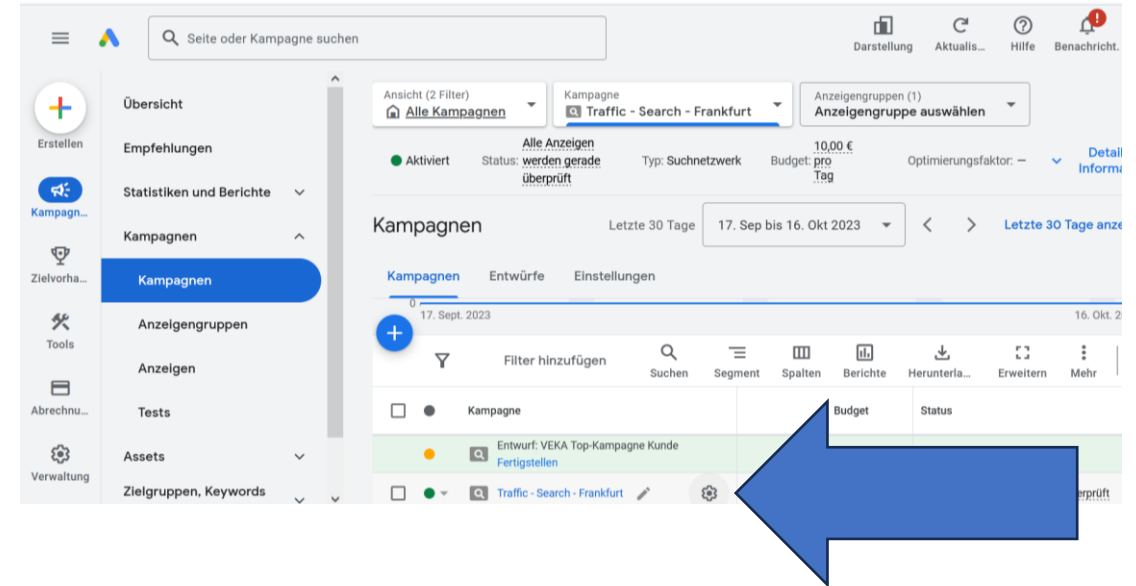 Seite oder Kampagne suchen
Darstellung
Aktualis...
Hilfe
Benachricht.
Erstellen
Kampagn...
Zielvorha...
Tools
Abrechnu...
Verwaltung
Übersicht
Empfehlungen
Statistiken und Berichte
Kampagnen
Kampagnen
Anzeigengruppen
Anzeigen
Tests
Assets
Zielgruppen, Keywords
Ansicht (2 Filter)
Alle Kampagnen
Kampagne
Traffic - Search - Frankfurt
Anzeigengruppen (1)
Anzeigengruppe auswählen
Aktiviert
Status: Alle Anzeigen
werden gerade
überprüft
Typ: Suchnetzwerk
Budget: 10,00 €
pro
Tag
Optimierungsfaktor: –
Detail
Informa
Kampagnen
Letzte 30 Tage
17. Sep bis 16. Okt 2023
Letzte 30 Tage anze
Kampagnen
Entwürfe
Einstellungen
0
17. Sept. 2023
16. Okt. 2
Filter hinzufügen
Suchen
Segment
Spalten
Berichte
Herunterla...
Erweitern
Mehr
Kampagne
Budget
Status
Entwurf: VEKA Top-Kampagne Kunde
Fertigstellen
Traffic - Search - Frankfurt
erprüft